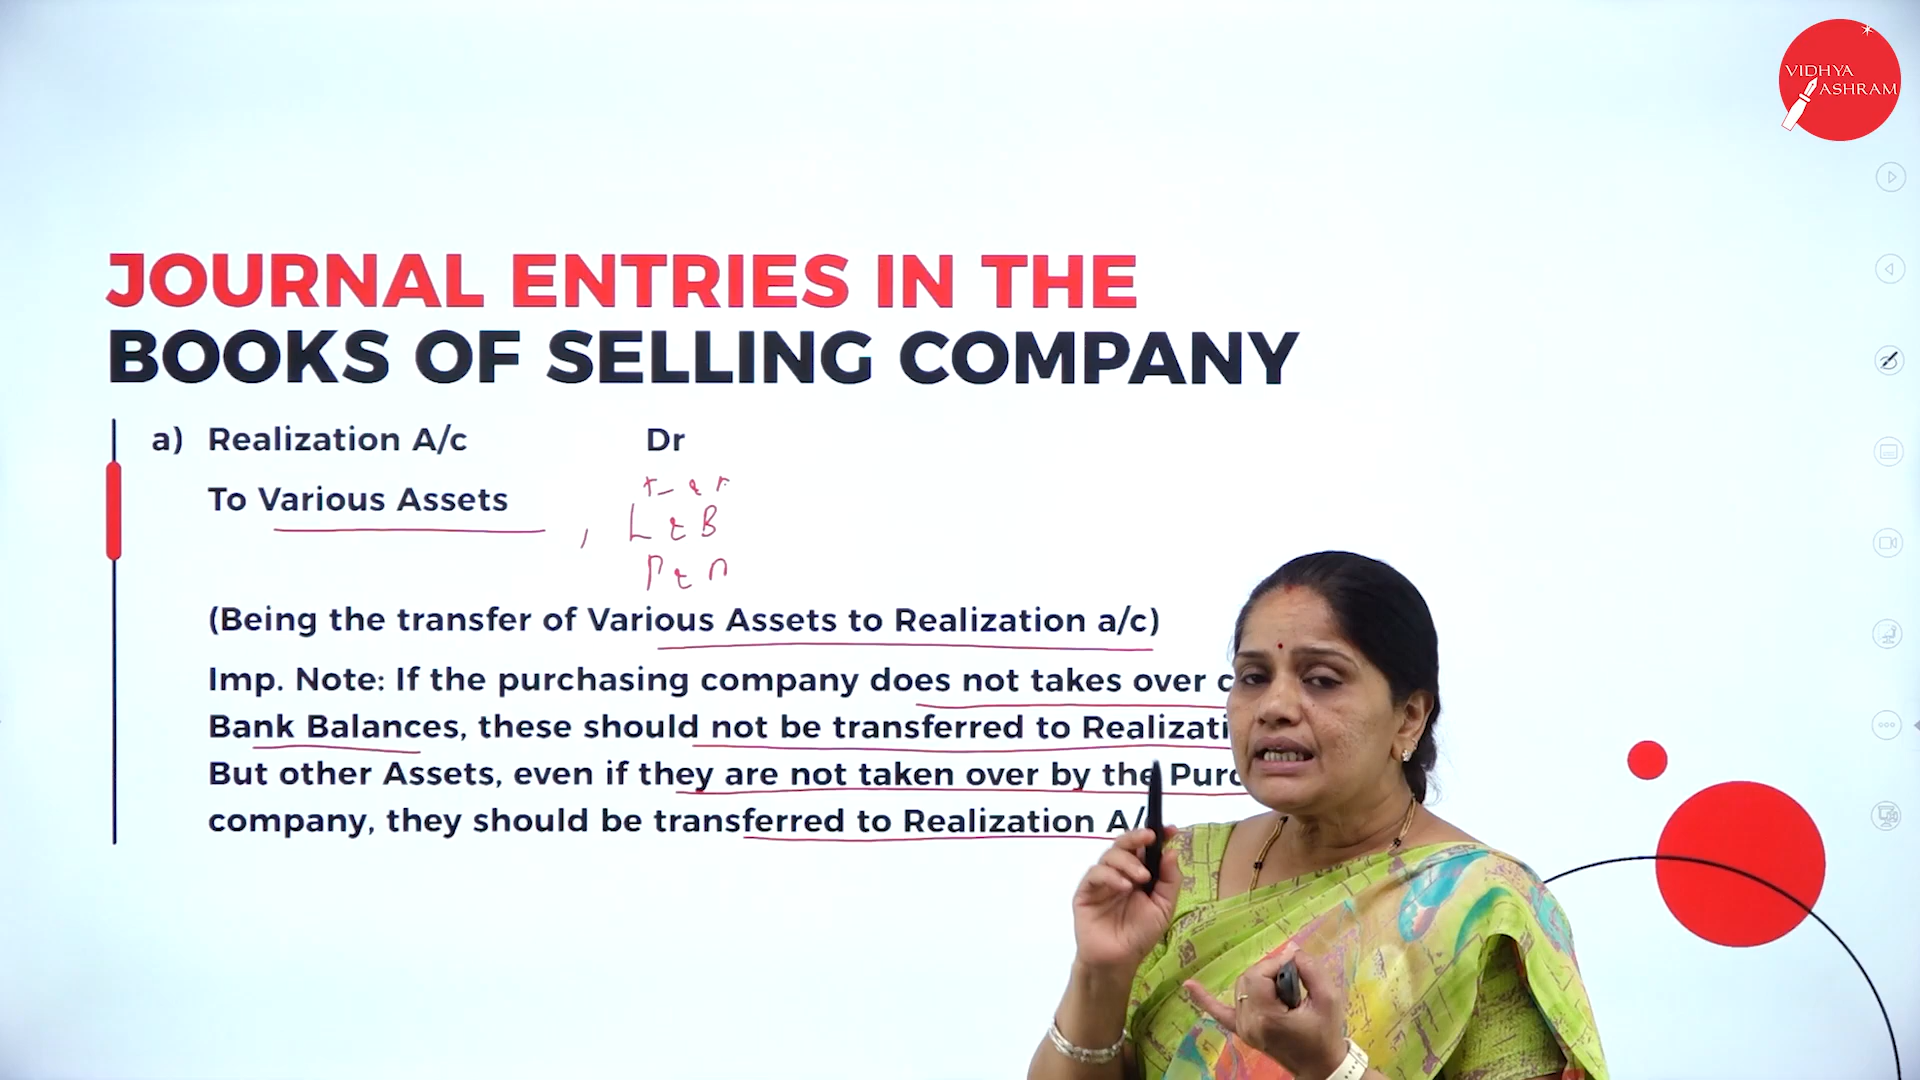 VIDHYA
ASHRAM
JOURNAL ENTRIES IN THE
BOOKS OF SELLING COMPANY
a) Realization A/c Dr
To Various Assets
L & B
(Being the transfer of Various Assets to Realization a/c)
Imp. Note: If the purchasing company does not takes over
Bank Balances, these should not be transferred to
But other Assets, even if they are not taken over by the
company, they should be transferred to Realization